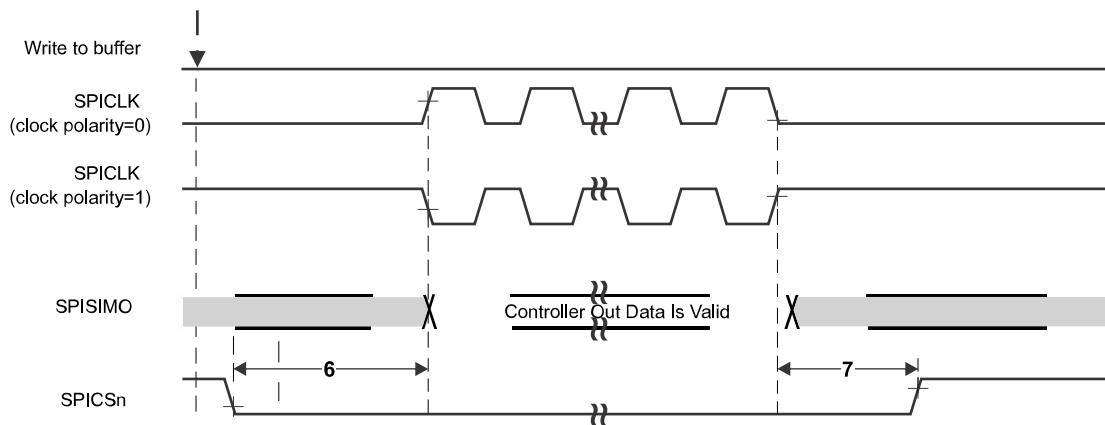 Write to buffer
SPICLK
(clock polarity=0)
SPICLK
(clock polarity=1)
SPISIMO
Controller Out Data Is Valid
6
7
SPICSn